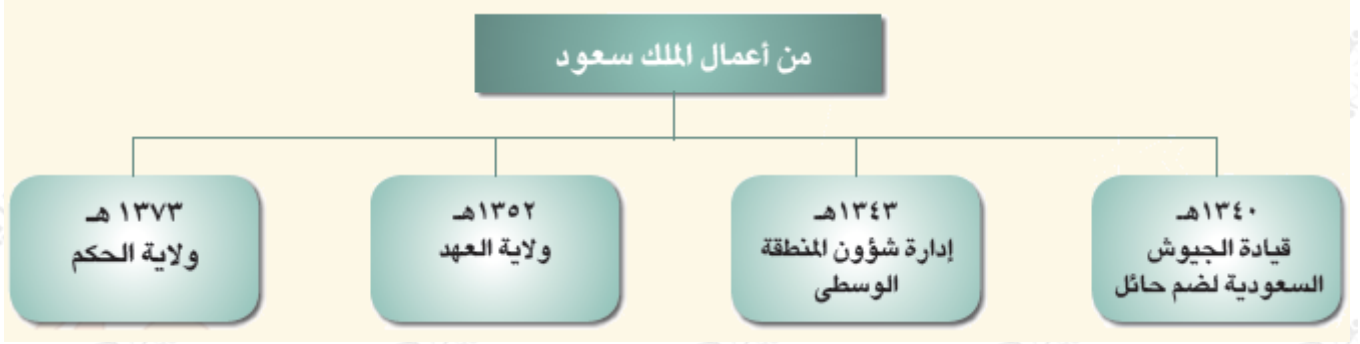 من أعمال الملك سعود
١٣٤٠هـ
قيادة الجيوش
السعودية لضم حائل
١٣٤٣هـ
إدارة شؤون المنطقة
الوسطى
١٣٥٢هـ
ولاية العهد
١٣٧٣ هـ
ولاية الحكم